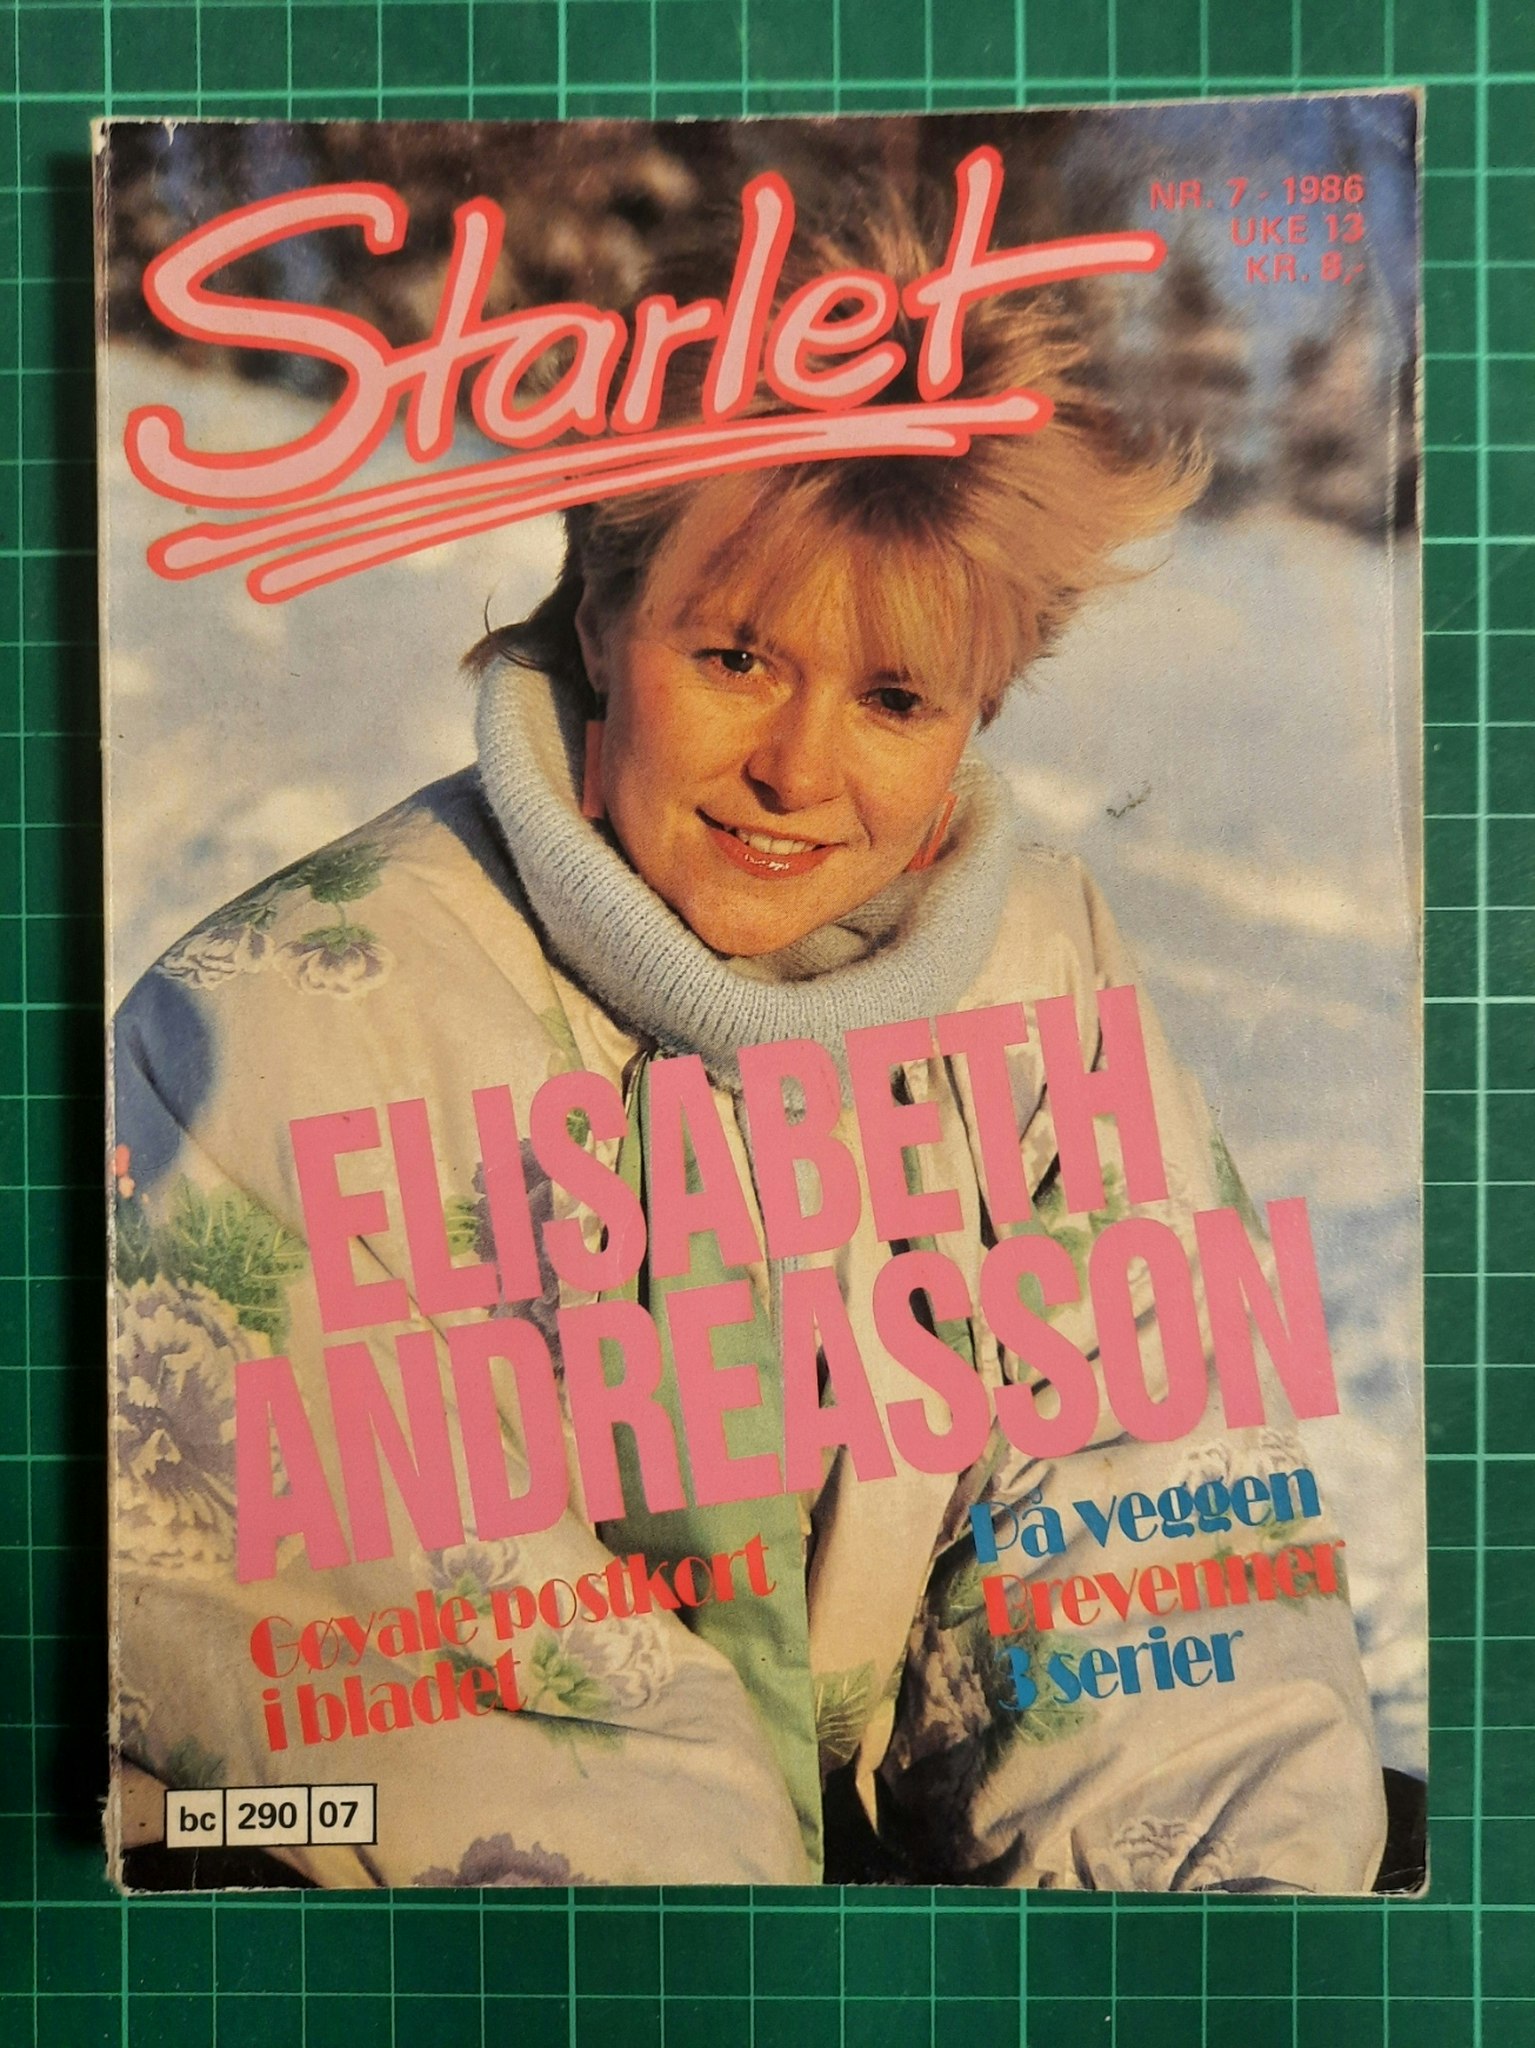 Starlet
NR. 7 - 1986
UKE 13
KR. 8,-
ELISABETH
ANDREASSON
Gøyale postkort
i bladet
På veggen
Brevenner
3 serier
bc 290 07